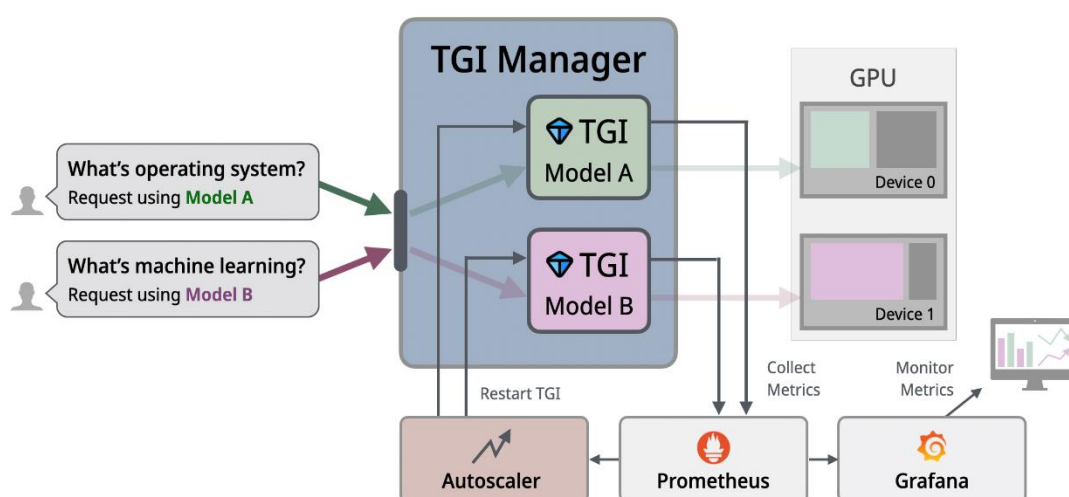 TGI Manager
GPU
TGI
Model A
Device 0
What's operating system?
Request using Model A
What's machine learning?
Request using Model B
TGI
Model B
Device 1
Restart TGI
Collect
Metrics
Monitor
Metrics
Autoscaler
Prometheus
Grafana